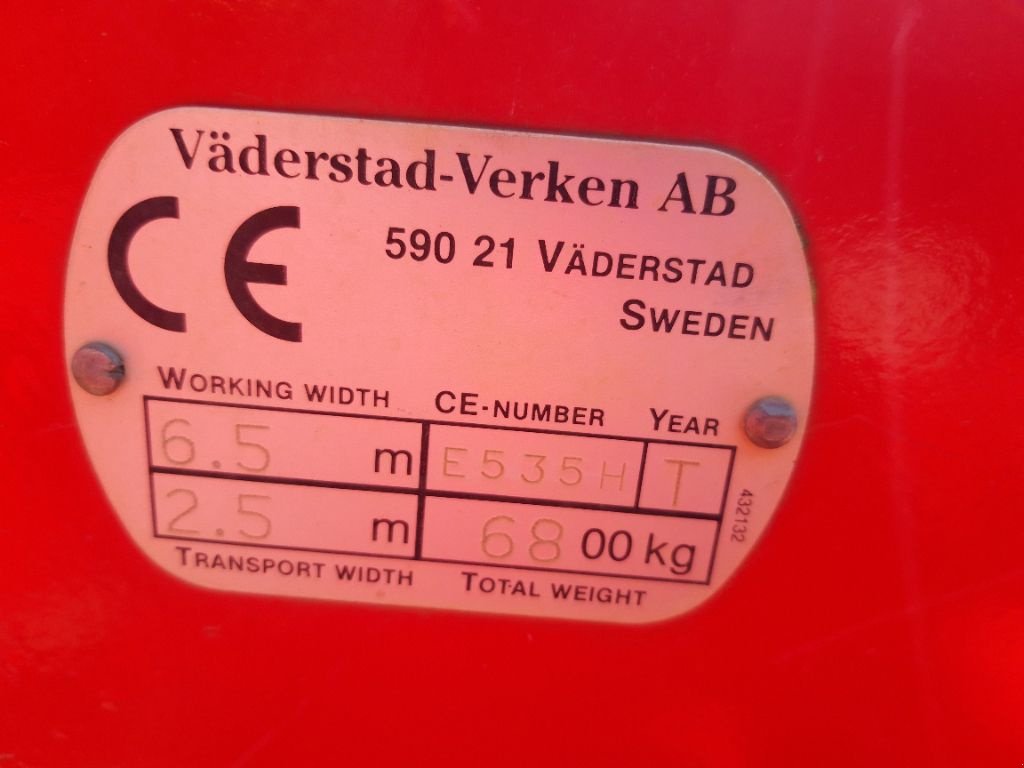 Väderstad-Verken AB
CE
590 21 VÄDERSTAD
SWEDEN
WORKING WIDTH CE-NUMBER YEAR
6.5 m E535H T
2.5 m 6800 kg
TRANSPORT WIDTH TOTAL WEIGHT
432132